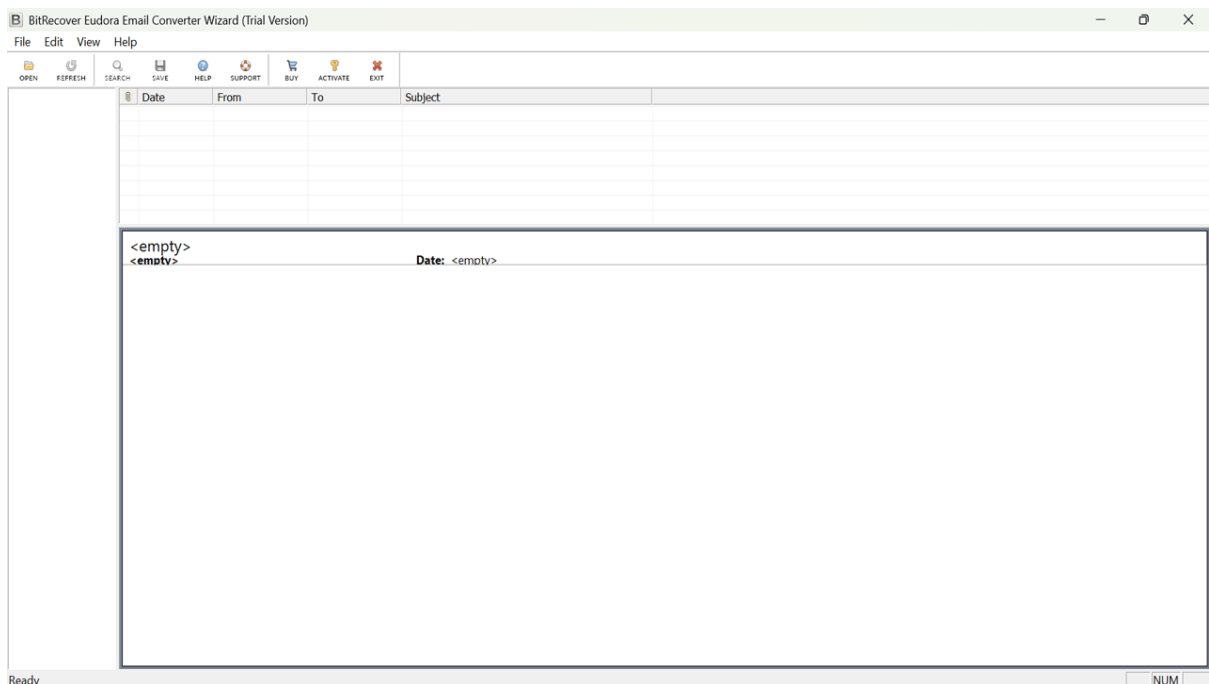 B BitRecover Eudora Email Converter Wizard (Trial Version)
File Edit View Help
OPEN REFRESH SEARCH SAVE HELP SUPPORT BUY ACTIVATE EXIT
Date From To Subject
<empty>
<empty> Date: <empty>
Ready NUM